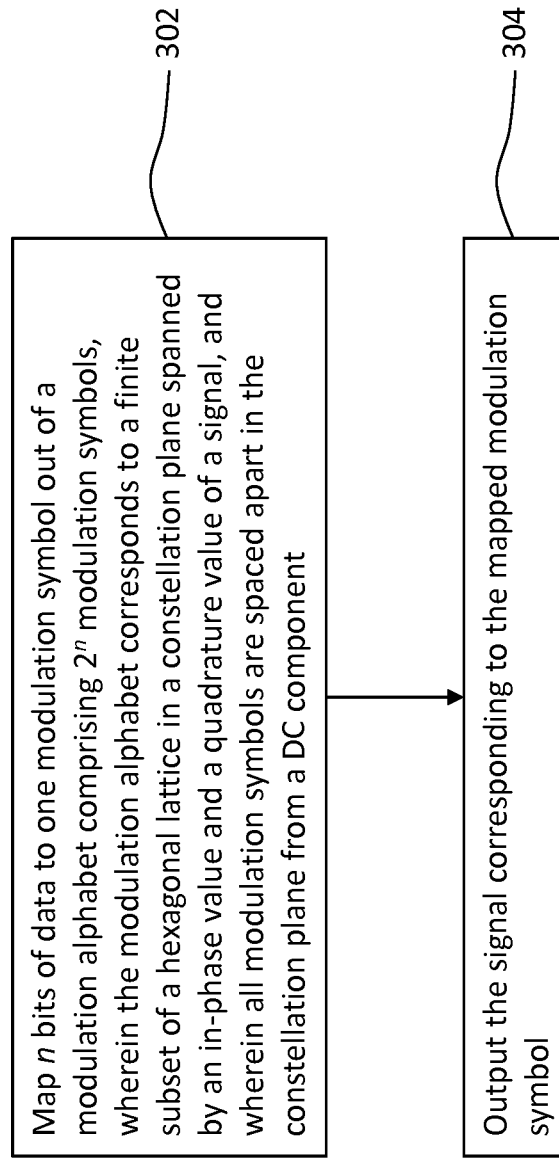 Map n bits of data to one modulation symbol out of a
modulation alphabet comprising 2ⁿ modulation symbols,
wherein the modulation alphabet corresponds to a finite
subset of a hexagonal lattice in a constellation plane spanned
by an in-phase value and a quadrature value of a signal, and
wherein all modulation symbols are spaced apart in the
constellation plane from a DC component
302
Output the signal corresponding to the mapped modulation
symbol
304